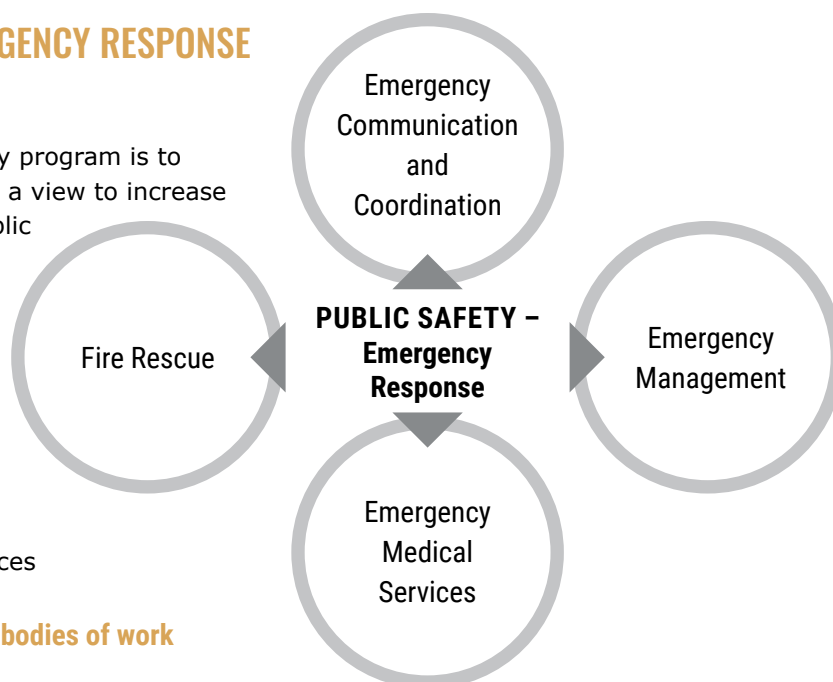 GENCY RESPONSE
y program is to
a view to increase
blic
ces
bodies of work
Emergency
Communication
and
Coordination
Fire Rescue
PUBLIC SAFETY –
Emergency
Response
Emergency
Management
Emergency
Medical
Services